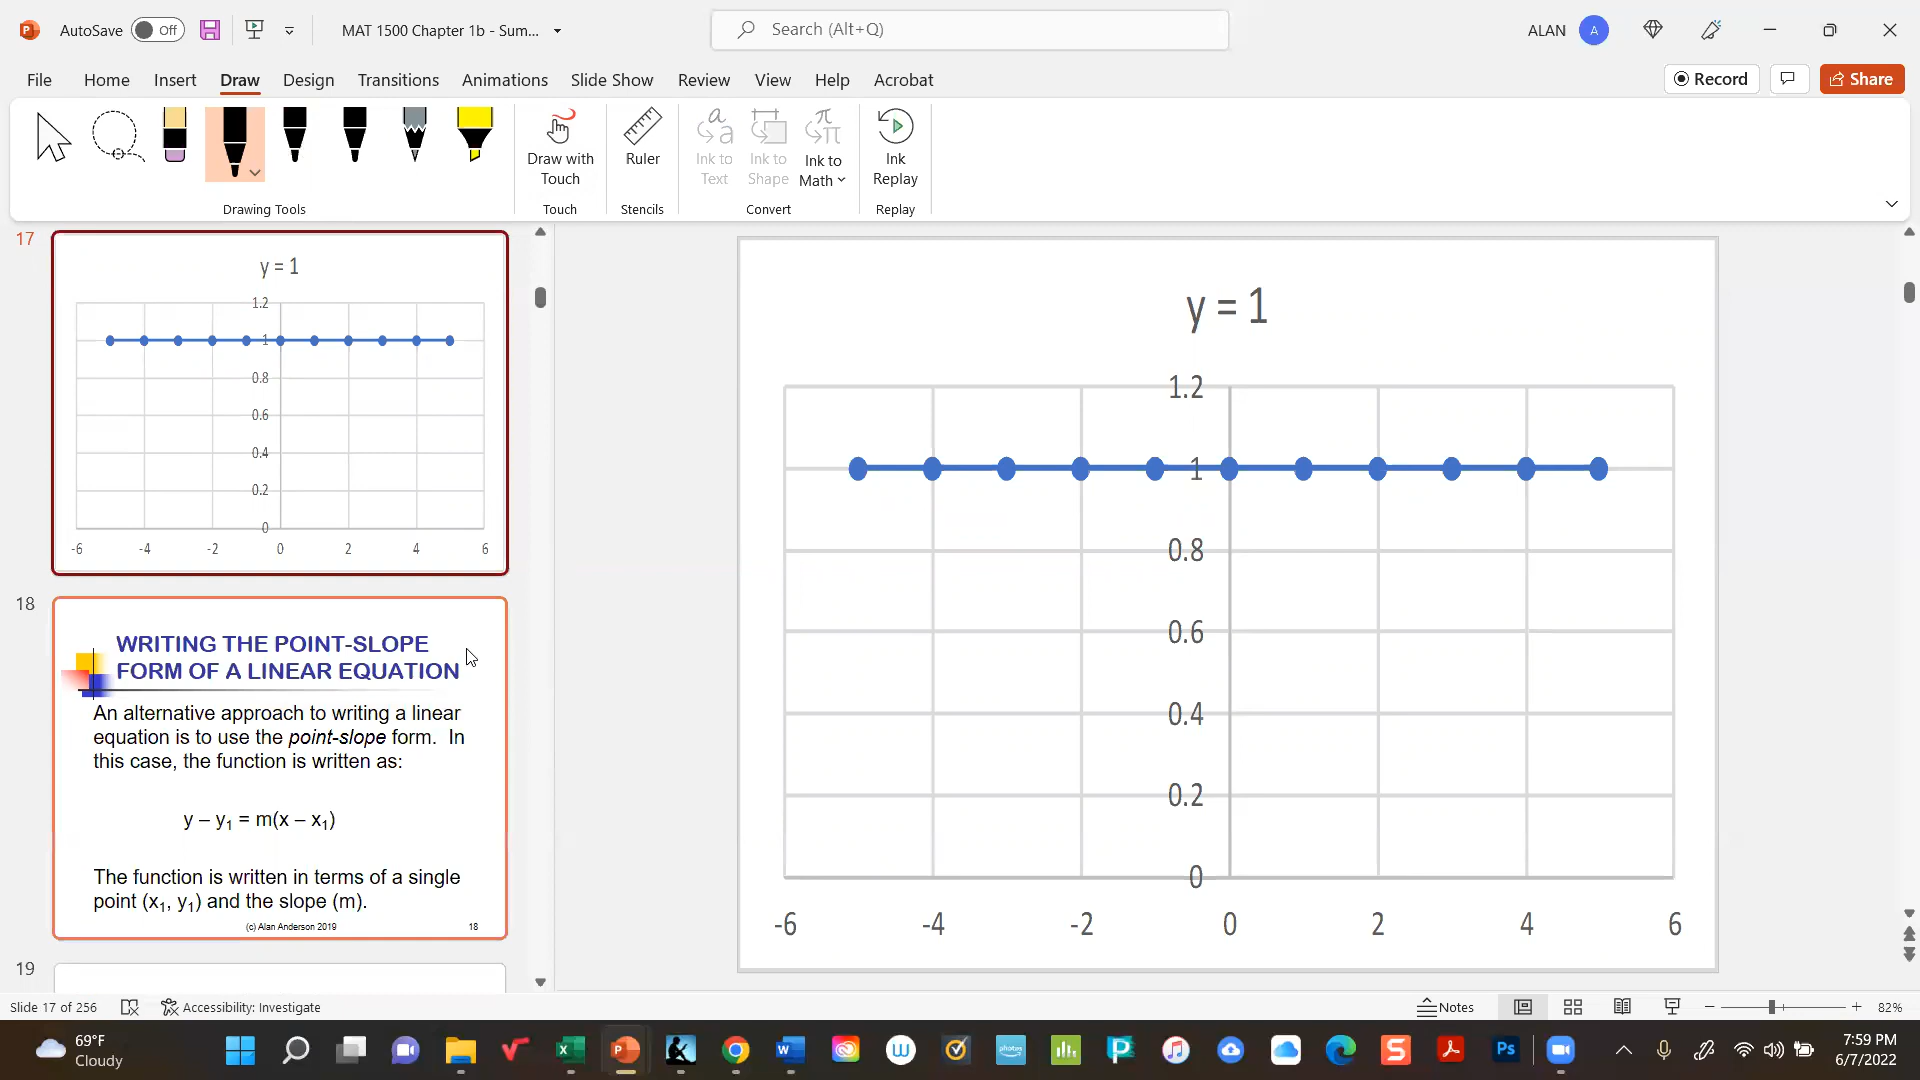 AutoSave Off
MAT 1500 Chapter 1b - Sum...
Search (Alt+Q)
ALAN A
File Home Insert Draw Design Transitions Animations Slide Show Review View Help Acrobat
Record
Share
Draw with
Touch
Ruler
Ink to
Text
Ink to
Shape
Ink to
Math
Ink
Replay
Drawing Tools
Touch
Stencils
Convert
Replay
17
y = 1
1.2
1
0.8
0.6
0.4
0.2
0
-6 -4 -2 0 2 4 6
18
WRITING THE POINT-SLOPE
FORM OF A LINEAR EQUATION
An alternative approach to writing a linear
equation is to use the point-slope form. In
this case, the function is written as:
y – y₁ = m(x – x₁)
The function is written in terms of a single
point (x₁, y₁) and the slope (m).
(c) Alan Anderson 2019
18
19
y = 1
1.2
1
0.8
0.6
0.4
0.2
0
-6 -4 -2 0 2 4 6
Slide 17 of 256
Accessibility: Investigate
Notes
82%
69°F
Cloudy
photos
Ps
7:59 PM
6/7/2022